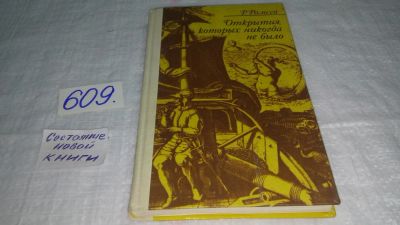 609.
Состояние
новой
книги
Р. Рамсей
Открытия
которых никогда
не было